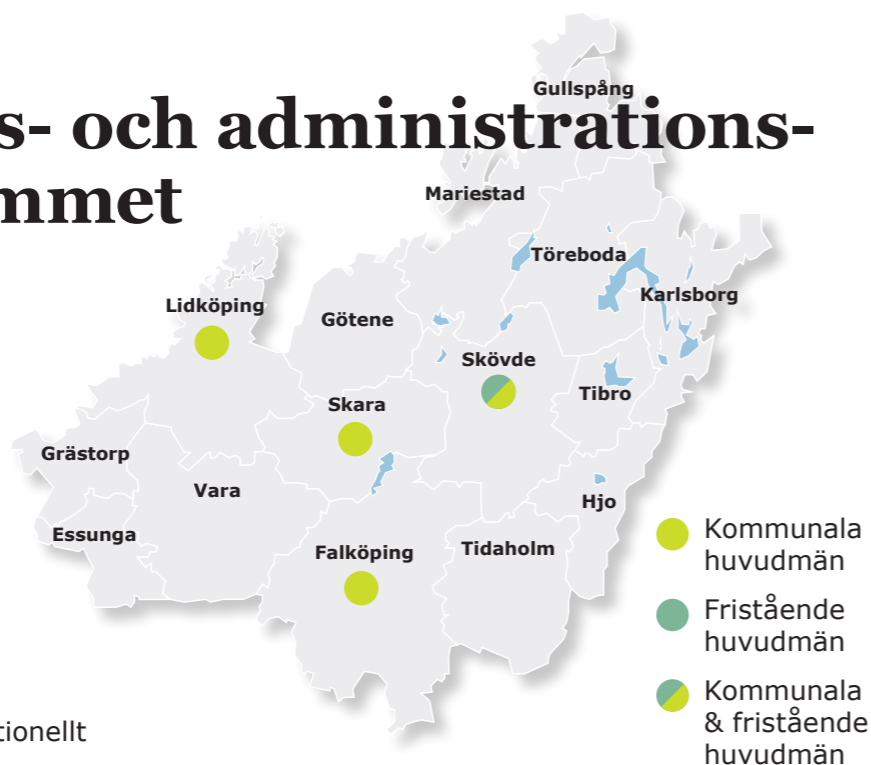 s- och administrations-
mmet
Gullspång
Mariestad
Töreboda
Karlsborg
Lidköping
Götene
Skövde
Tibro
Skara
Grästorp
Vara
Hjo
Essunga
Falköping
Tidaholm
Kommunala
huvudmän
Fristående
huvudmän
Kommunala
& fristående
huvudmän
tionellt